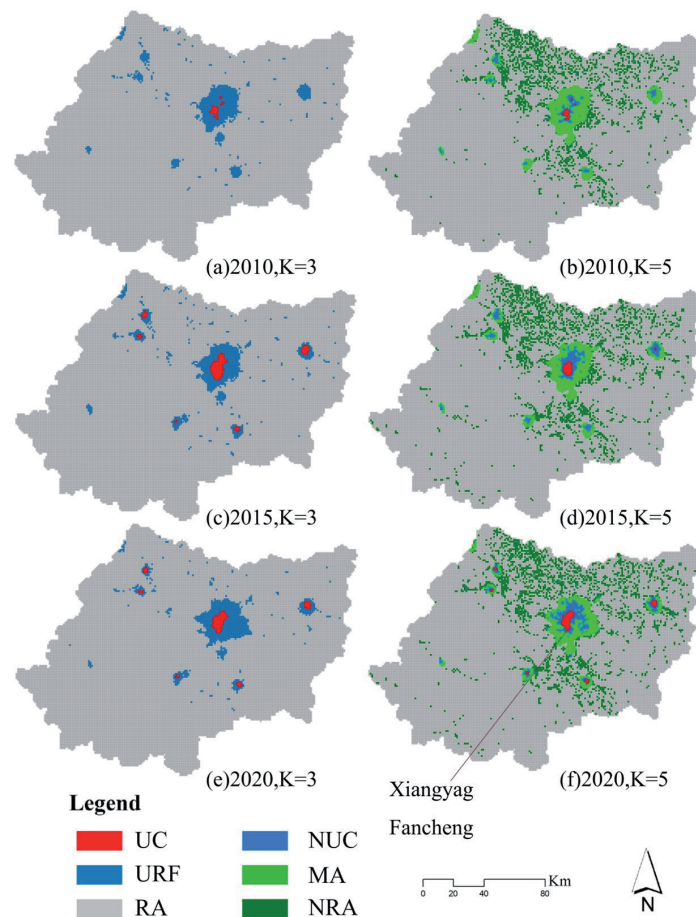 (a)2010,K=3
(b)2010,K=5
(c)2015,K=3
(d)2015,K=5
(e)2020,K=3
(f)2020,K=5
Xiangyag
Fancheng
Legend
UC
NUC
URF
MA
RA
NRA
Km
0 20 40 80
N